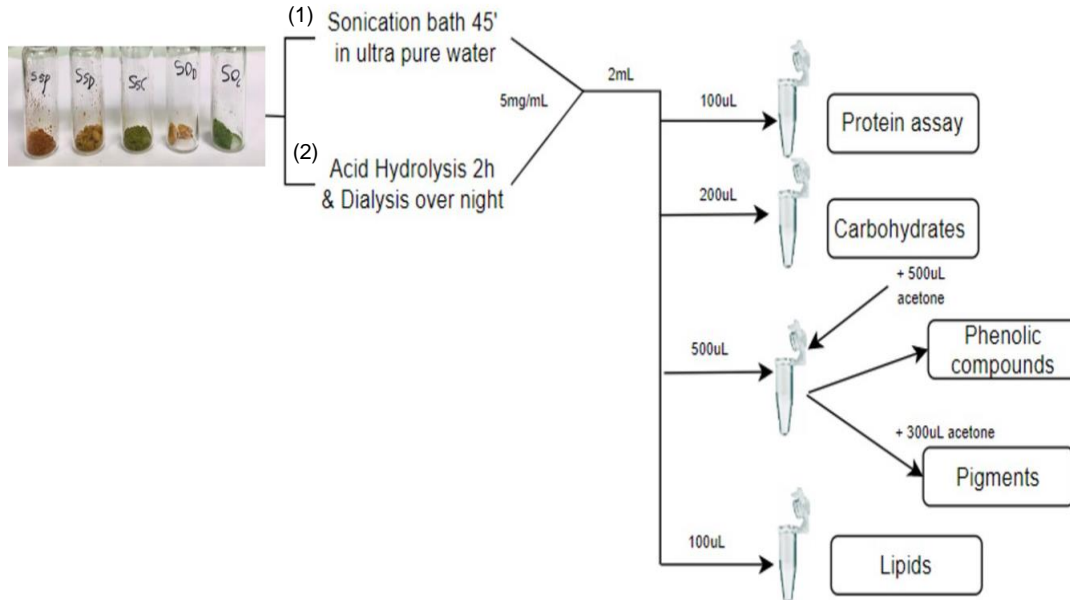 (1)
Sonication bath 45'
in ultra pure water
(2)
Acid Hydrolysis 2h
& Dialysis over night
5mg/mL
2mL
SSP
SSD
SSC
SOD
SOC
100uL
Protein assay
200uL
Carbohydrates
+ 500uL
acetone
500uL
Phenolic
compounds
+ 300uL acetone
Pigments
100uL
Lipids